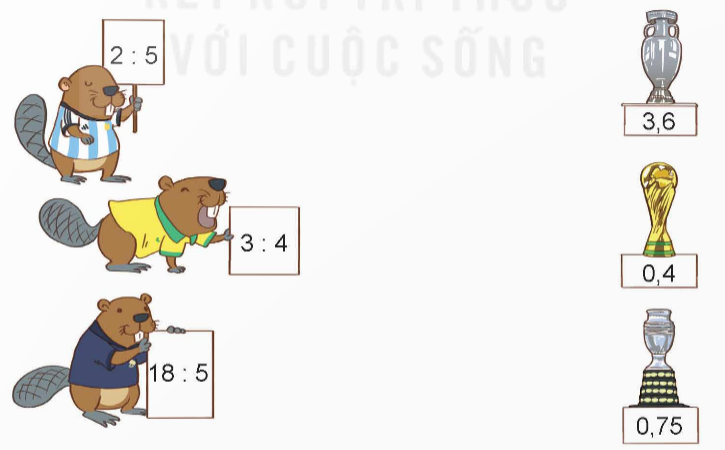 KẾT NỐI TRI THỨC
VỚI CUỘC SỐNG
2 : 5
3,6
3 : 4
0,4
18 : 5
0,75